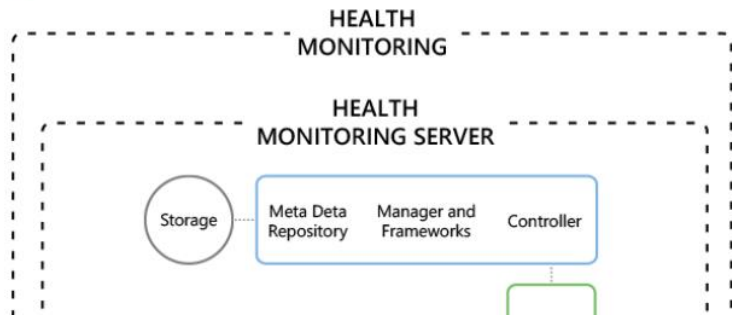 HEALTH
MONITORING
HEALTH
MONITORING SERVER
Storage
Meta Deta
Repository
Manager and
Frameworks
Controller